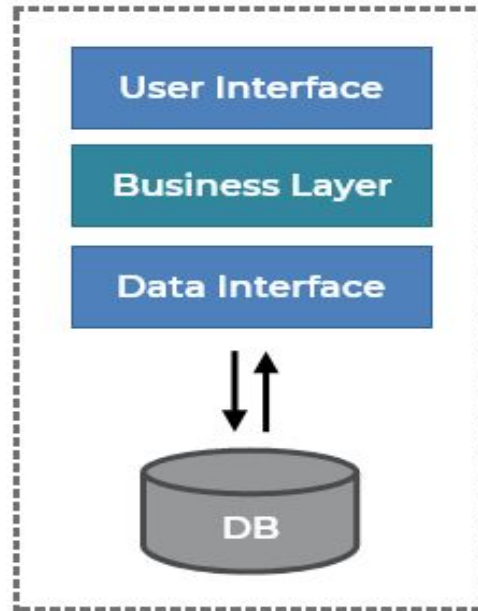 User Interface
Business Layer
Data Interface
DB